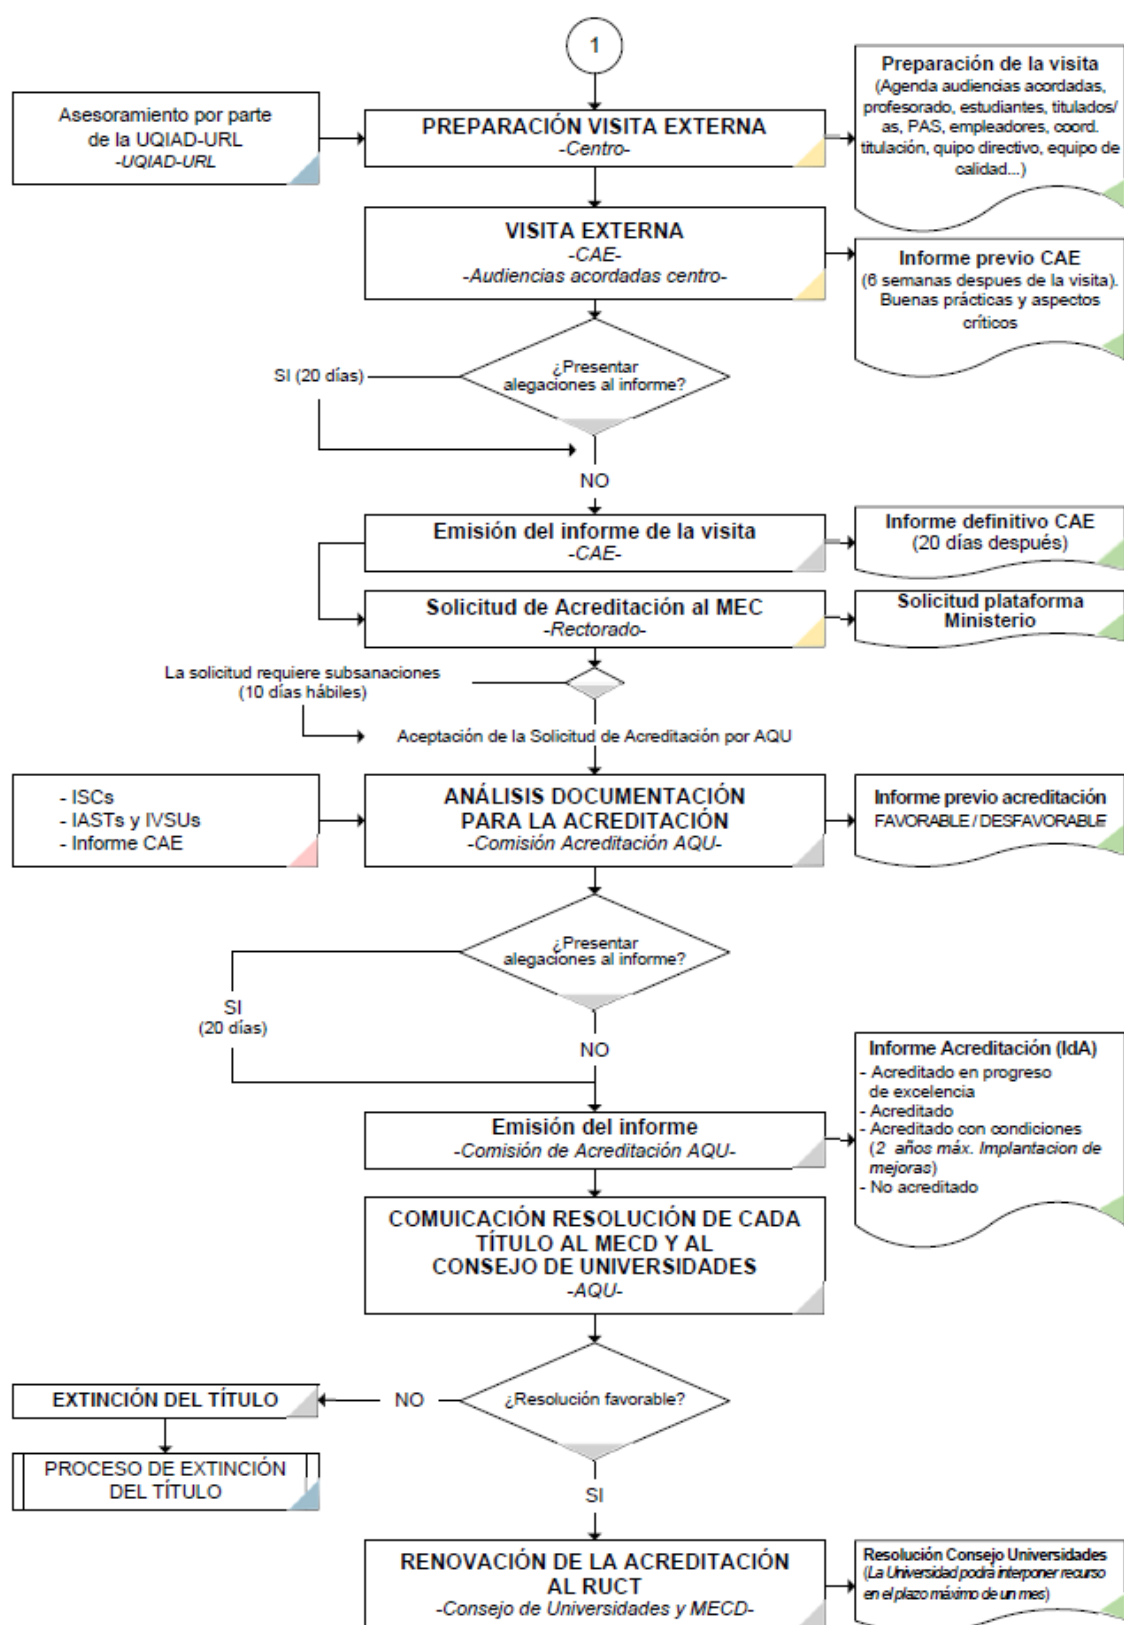 1
Preparación de la visita
(Agenda audiencias acordadas,
profesorado, estudiantes, titulados/
as, PAS, empleadores, coord.
titulación, quipo directivo, equipo de
calidad...)
Asesoramiento por parte
de la UQIAD-URL
-UQIAD-URL
PREPARACIÓN VISITA EXTERNA
-Centro-
VISITA EXTERNA
-CAE-
-Audiencias acordadas centro-
Informe previo CAE
(6 semanas despues de la visita).
Buenas prácticas y aspectos
críticos
¿Presentar
alegaciones al informe?
SI (20 días)
NO
Emisión del informe de la visita
-CAE-
Informe definitivo CAE
(20 días después)
Solicitud de Acreditación al MEC
-Rectorado-
Solicitud plataforma
Ministerio
La solicitud requiere subsanaciones
(10 días hábiles)
Aceptación de la Solicitud de Acreditación por AQU
- ISCs
- IASTs y IVSUs
- Informe CAE
ANÁLISIS DOCUMENTACIÓN
PARA LA ACREDITACIÓN
-Comisión Acreditación AQU-
Informe previo acreditación
FAVORABLE / DESFAVORABLE
¿Presentar
alegaciones al informe?
SI
(20 días)
NO
Informe Acreditación (IdA)
- Acreditado en progreso
de excelencia
- Acreditado
- Acreditado con condiciones
(2 años máx. Implantacion de
mejoras)
- No acreditado
Emisión del informe
-Comisión de Acreditación AQU-
COMUICACIÓN RESOLUCIÓN DE CADA
TÍTULO AL MECD Y AL
CONSEJO DE UNIVERSIDADES
-AQU-
¿Resolución favorable?
NO
EXTINCIÓN DEL TÍTULO
PROCESO DE EXTINCIÓN
DEL TÍTULO
SI
RENOVACIÓN DE LA ACREDITACIÓN
AL RUCT
-Consejo de Universidades y MECD-
Resolución Consejo Universidades
(La Universidad podrá interponer recurso
en el plazo máximo de un mes)